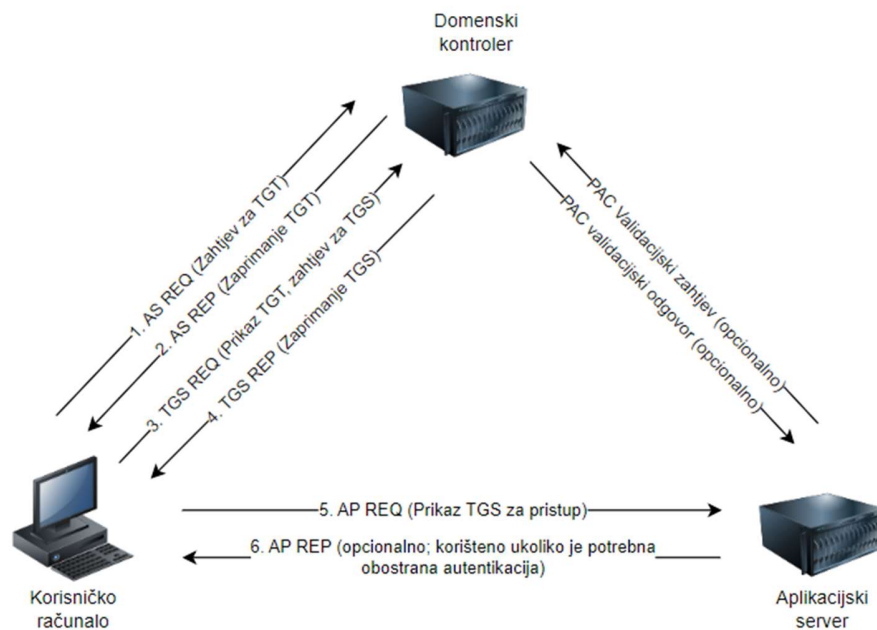 Domenski
kontroler
1. AS REQ (Zahtjev za TGT)
2. AS REP (Zaprimanje TGT)
3. TGS REQ (Prikaz TGT, zahtjev za TGS)
4. TGS REP (Zaprimanje TGS)
PAC Validacijski zahtjev (opcionalno)
PAC validacijski odgovor (opcionalno)
5. AP REQ (Prikaz TGS za pristup)
6. AP REP (opcionalno; korišteno ukoliko je potrebna
obostrana autentikacija)
Korisničko
računalo
Aplikacijski
server